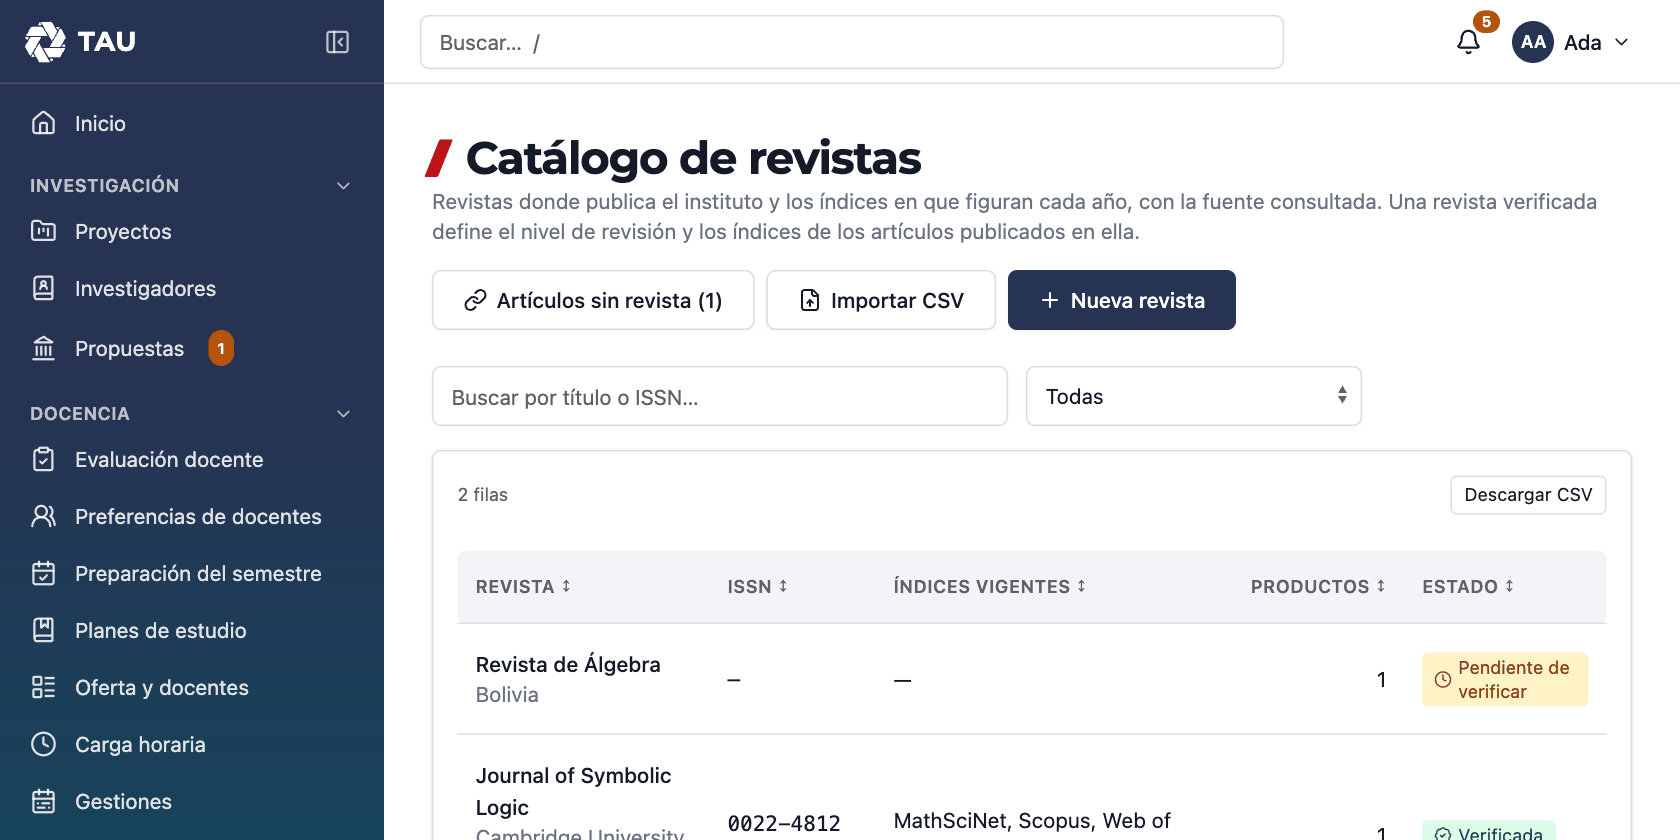 TAU
Buscar... /
5
AA
Ada
Inicio
INVESTIGACIÓN
Proyectos
Investigadores
Propuestas
1
DOCENCIA
Evaluación docente
Preferencias de docentes
Preparación del semestre
Planes de estudio
Oferta y docentes
Carga horaria
Gestiones
Catálogo de revistas
Revistas donde publica el instituto y los índices en que figuran cada año, con la fuente consultada. Una revista verificada
define el nivel de revisión y los índices de los artículos publicados en ella.
Artículos sin revista (1)
Importar CSV
+ Nueva revista
Buscar por título o ISSN...
Todas
2 filas
Descargar CSV
REVISTA
ISSN
ÍNDICES VIGENTES
PRODUCTOS
ESTADO
Revista de Álgebra
Bolivia
–
—
1
Pendiente de
verificar
Journal of Symbolic
Logic
Cambridge University
0022–4812
MathSciNet, Scopus, Web of
1
Verificada